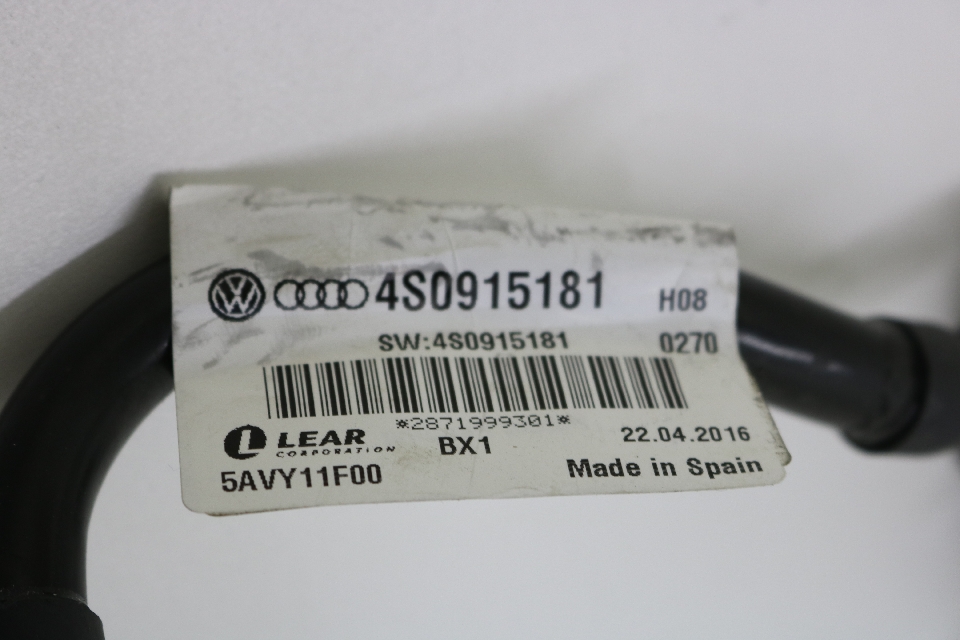 4S0915181 H08
SW:4S0915181 0270
*2871999301*
LEAR
CORPORATION
BX1
22.04.2016
5AVY11F00
Made in Spain